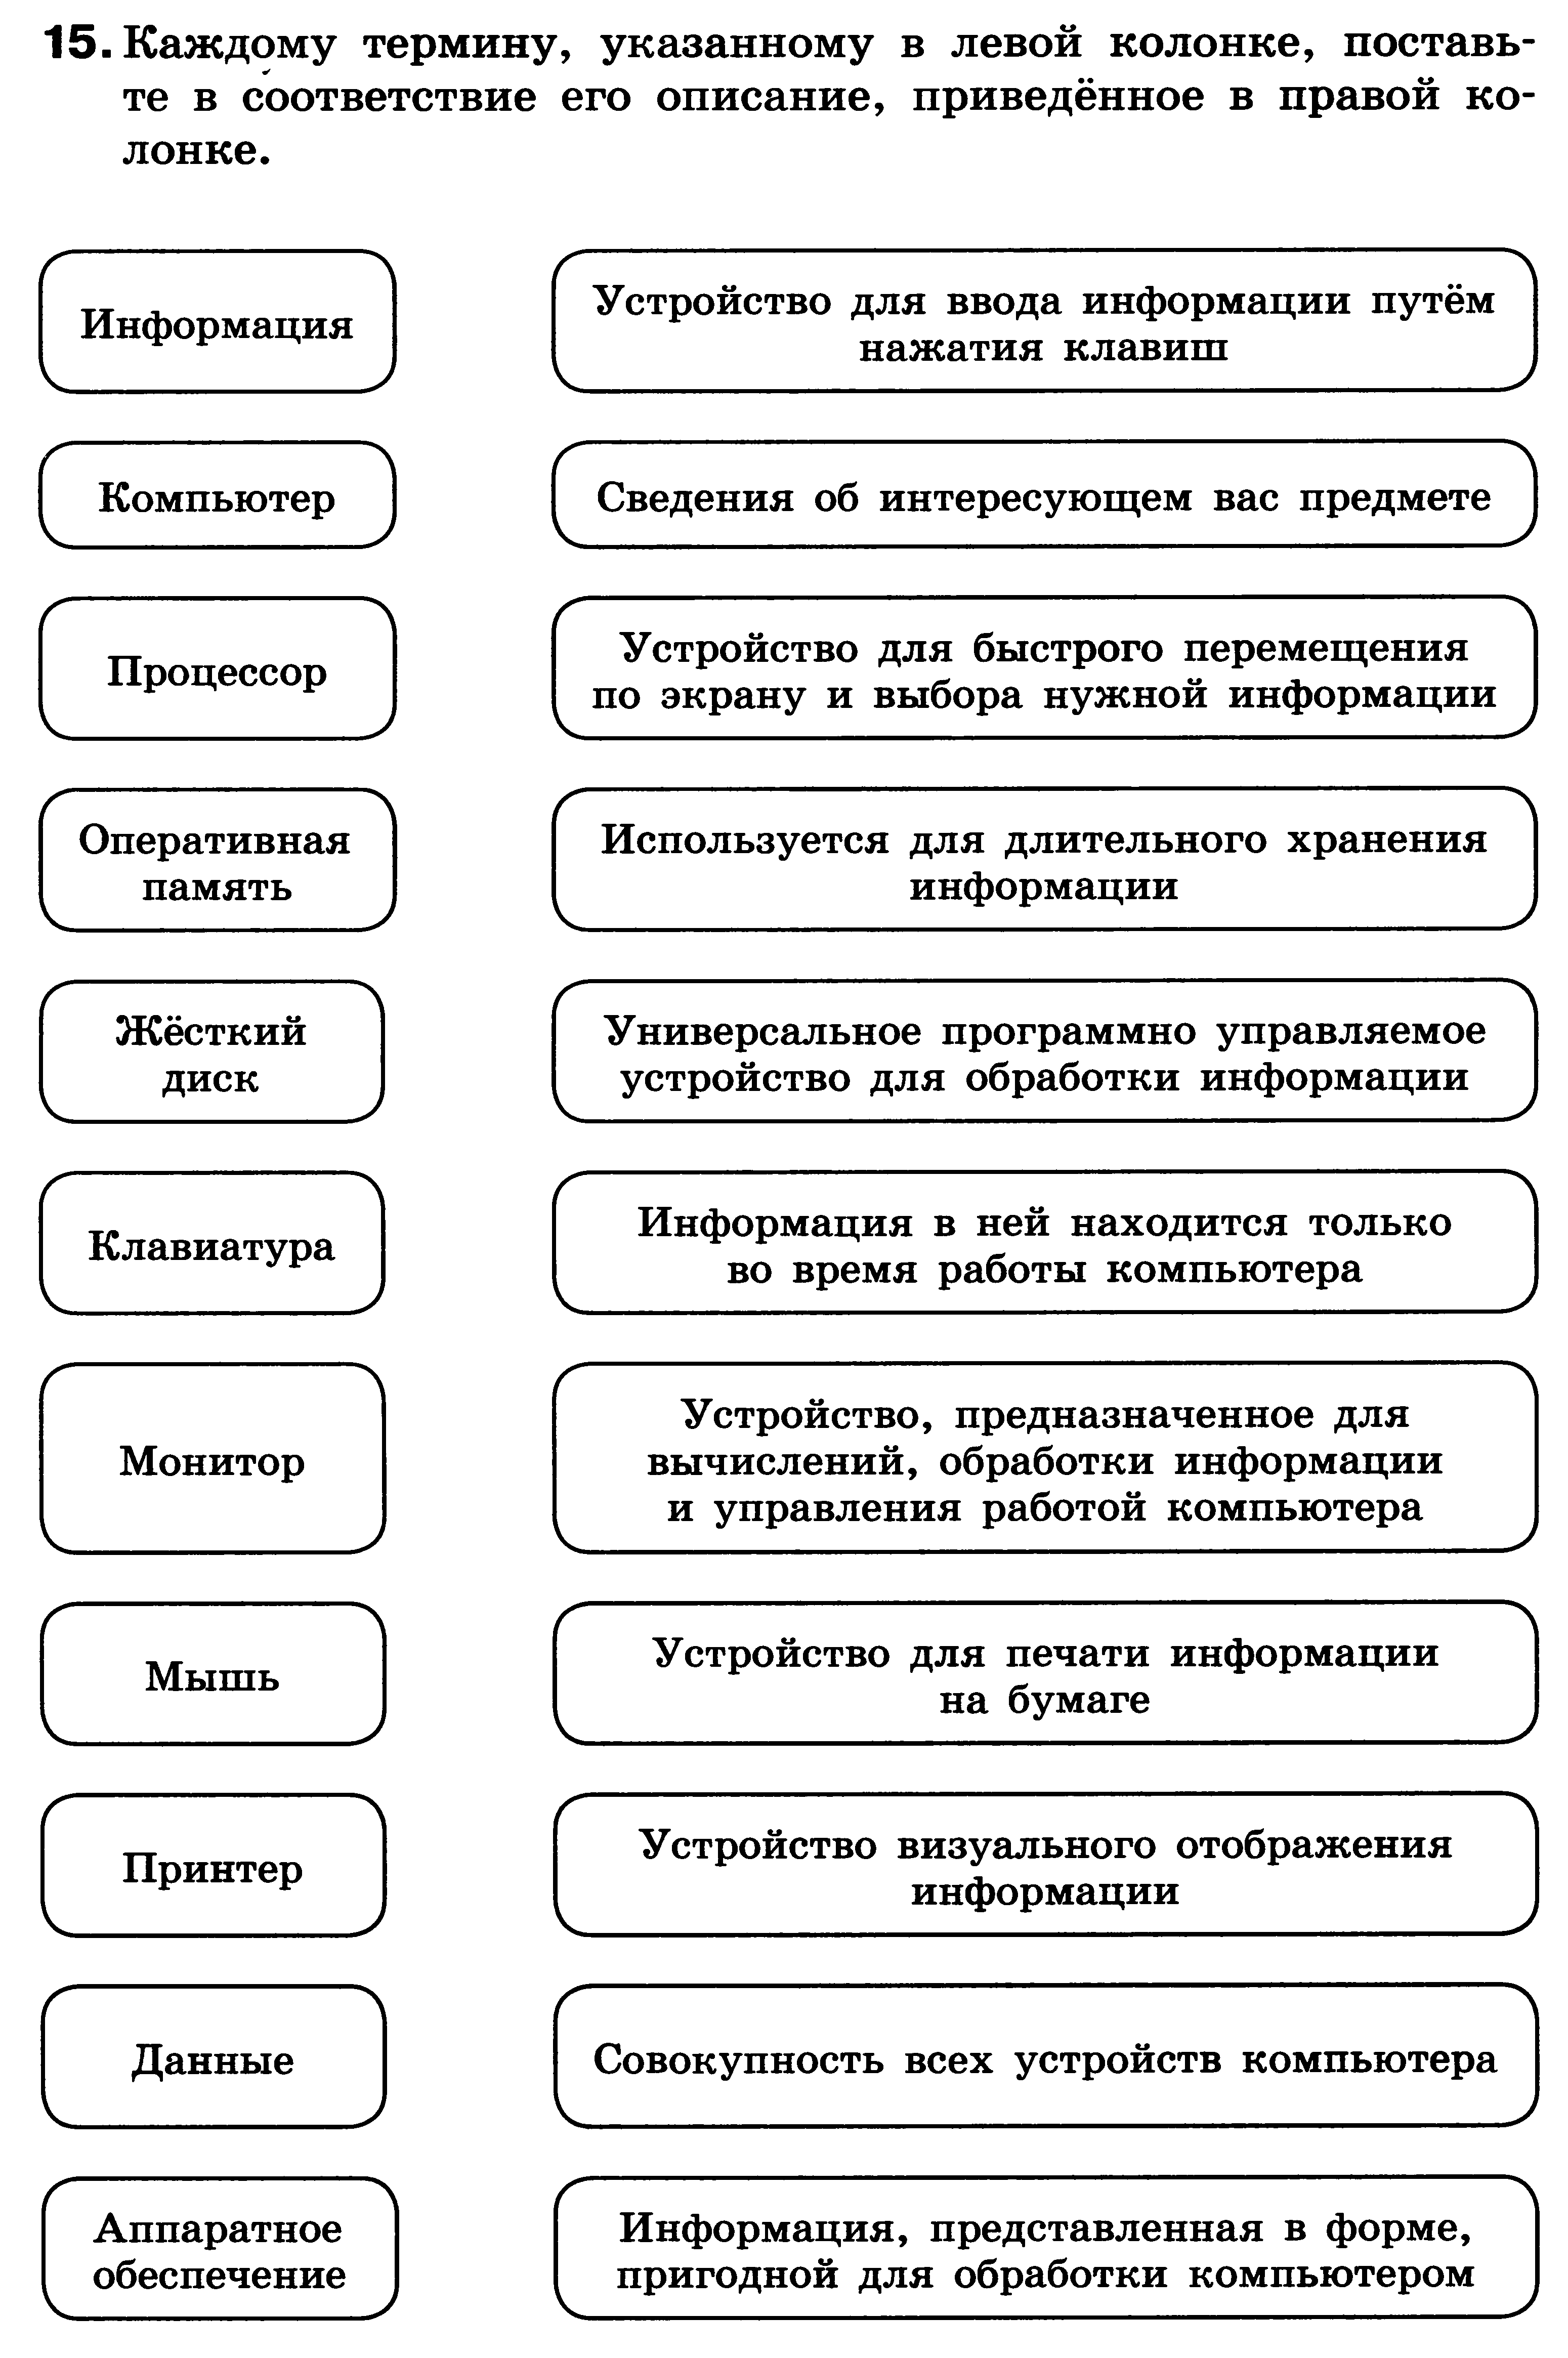 15. Каждому термину, указанному в левой колонке, поставь-
те в соответствие его описание, приведённое в правой ко-
лонке.
Информация
Устройство для ввода информации путём
нажатия клавиш
Компьютер
Сведения об интересующем вас предмете
Процессор
Устройство для быстрого перемещения
по экрану и выбора нужной информации
Оперативная
память
Используется для длительного хранения
информации
Жёсткий
диск
Универсальное программно управляемое
устройство для обработки информации
Клавиатура
Информация в ней находится только
во время работы компьютера
Монитор
Устройство, предназначенное для
вычислений, обработки информации
и управления работой компьютера
Мышь
Устройство для печати информации
на бумаге
Принтер
Устройство визуального отображения
информации
Данные
Совокупность всех устройств компьютера
Аппаратное
обеспечение
Информация, представленная в форме,
пригодной для обработки компьютером